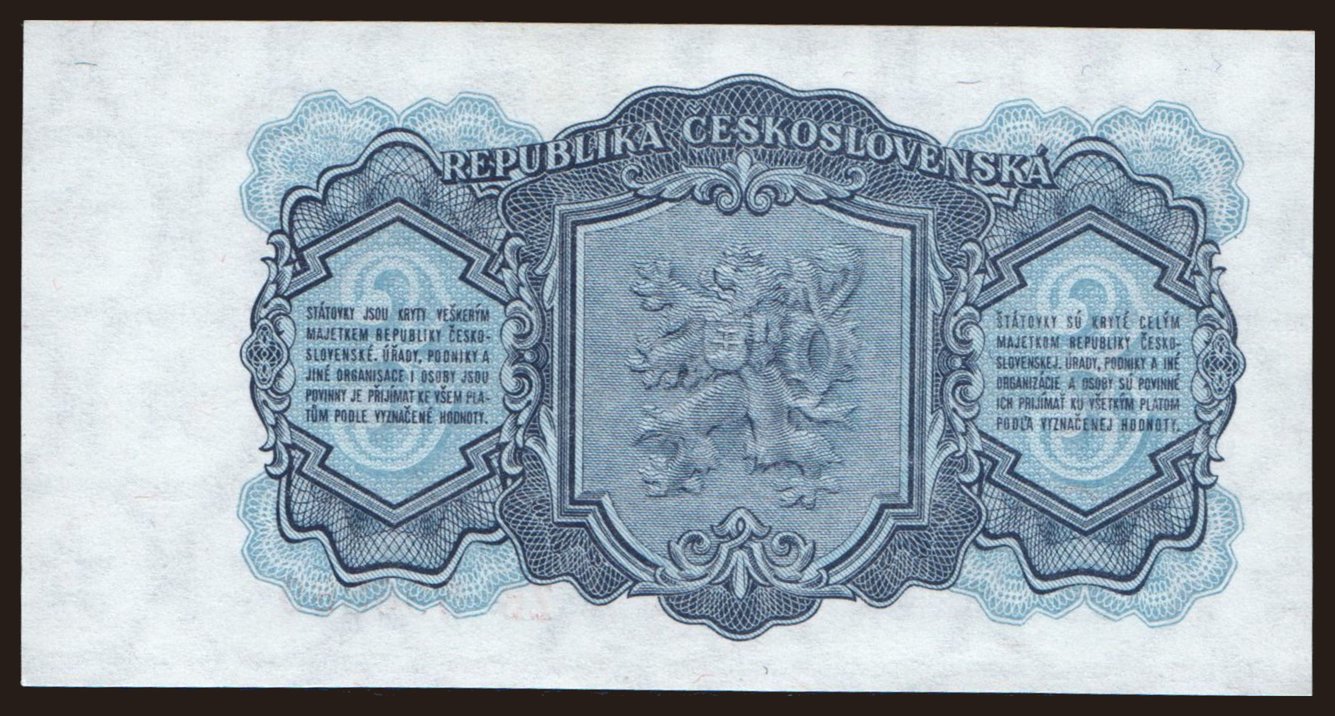 REPUBLIKA ČESKOSLOVENSKÁ
STÁTOVKY JSOU KRYTY VEŠKERÝM
MAJETKEM REPUBLIKY ČESKO-
SLOVENSKÉ. ÚŘADY, PODNIKY A
JINÉ ORGANISACE I OSOBY JSOU
POVINNY JE PŘIJÍMAT KE VŠEM PLA-
TŮM PODLE VYZNAČENÉ HODNOTY.
3
ŠTÁTOVKY SÚ KRYTÉ CELÝM
MAJETKOM REPUBLIKY ČESKO-
SLOVENSKEJ. ÚRADY, PODNIKY A INÉ
ORGANIZÁCIE A OSOBY SÚ POVINNÉ
ICH PRIJÍMAŤ KU VŠETKÝM PLATOM
PODĽA VYZNAČENEJ HODNOTY.
3